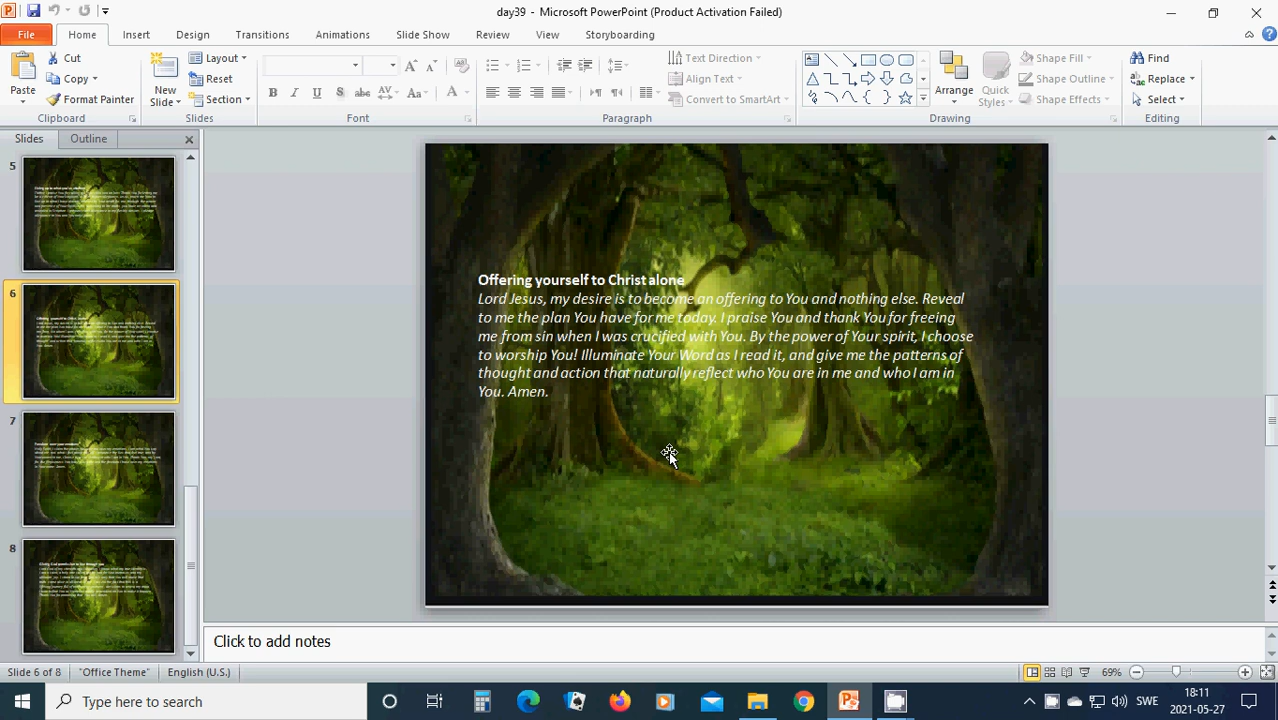 day39 - Microsoft PowerPoint (Product Activation Failed)
File Home Insert Design Transitions Animations Slide Show Review View Storyboarding
Paste
Cut
Copy
Format Painter
Clipboard
New Slide
Layout
Reset
Section
Slides
B I U S abc AV Aa A
Font
Text Direction
Align Text
Convert to SmartArt
Paragraph
Arrange
Quick Styles
Shape Fill
Shape Outline
Shape Effects
Drawing
Find
Replace
Select
Editing
Slides Outline
5
6
7
8
Offering yourself to Christ alone
Lord Jesus, my desire is to become an offering to You and nothing else. Reveal
to me the plan You have for me today. I praise You and thank You for freeing
me from sin when I was crucified with You. By the power of Your spirit, I choose
to worship You! Illuminate Your Word as I read it, and give me the patterns of
thought and action that naturally reflect who You are in me and who I am in
You. Amen.
Click to add notes
Slide 6 of 8 "Office Theme" English (U.S.) 69%
Type here to search
SWE
18:11
2021-05-27